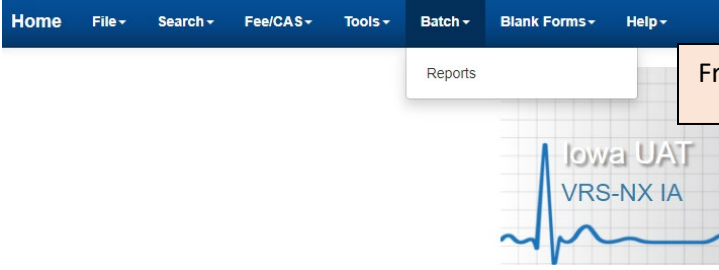 Home File Search Fee/CAS Tools Batch Blank Forms Help
Reports
Iowa UAT
VRS-NX IA